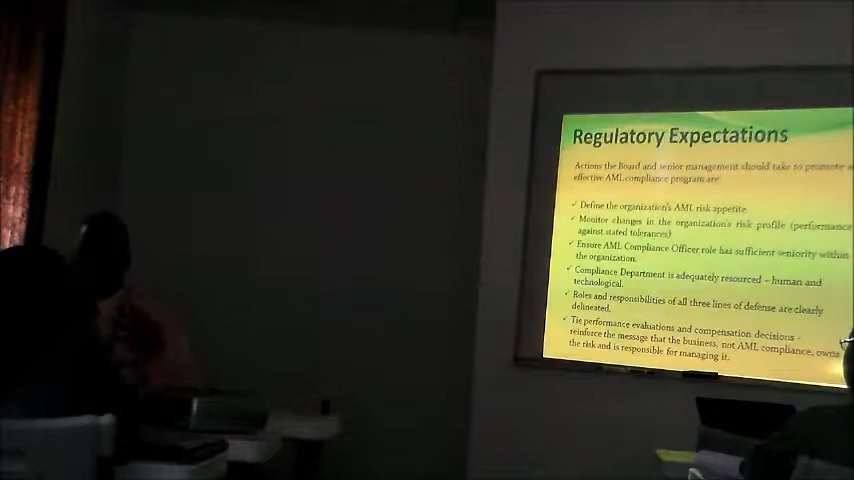 Regulatory Expectations
Actions the Board and senior management should take to promote a
effective AML compliance program are
✓ Define the organization's AML risk appetite
✓ Monitor changes in the organization's risk profile (performance
against stated tolerances)
✓ Ensure AML Compliance Officer role has sufficient seniority within
the organization.
✓ Compliance Department is adequately resourced – human and
technological.
✓ Roles and responsibilities of all three lines of defense are clearly
delineated.
✓ Tie performance evaluations and compensation decisions -
reinforce the message that the business, not AML compliance, owns
the risk and is responsible for managing it.